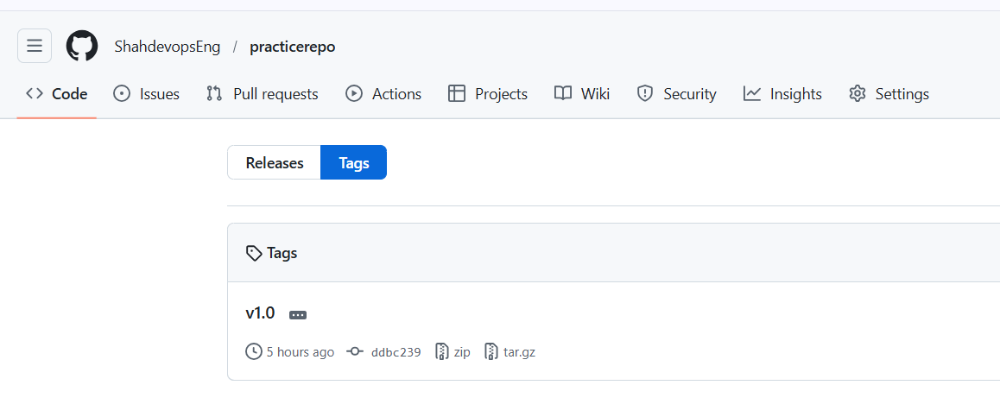 ShahdevopsEng / practicerepo
Code Issues Pull requests Actions Projects Wiki Security Insights Settings
Releases Tags
Tags
v1.0
5 hours ago ddbc239 zip tar.gz